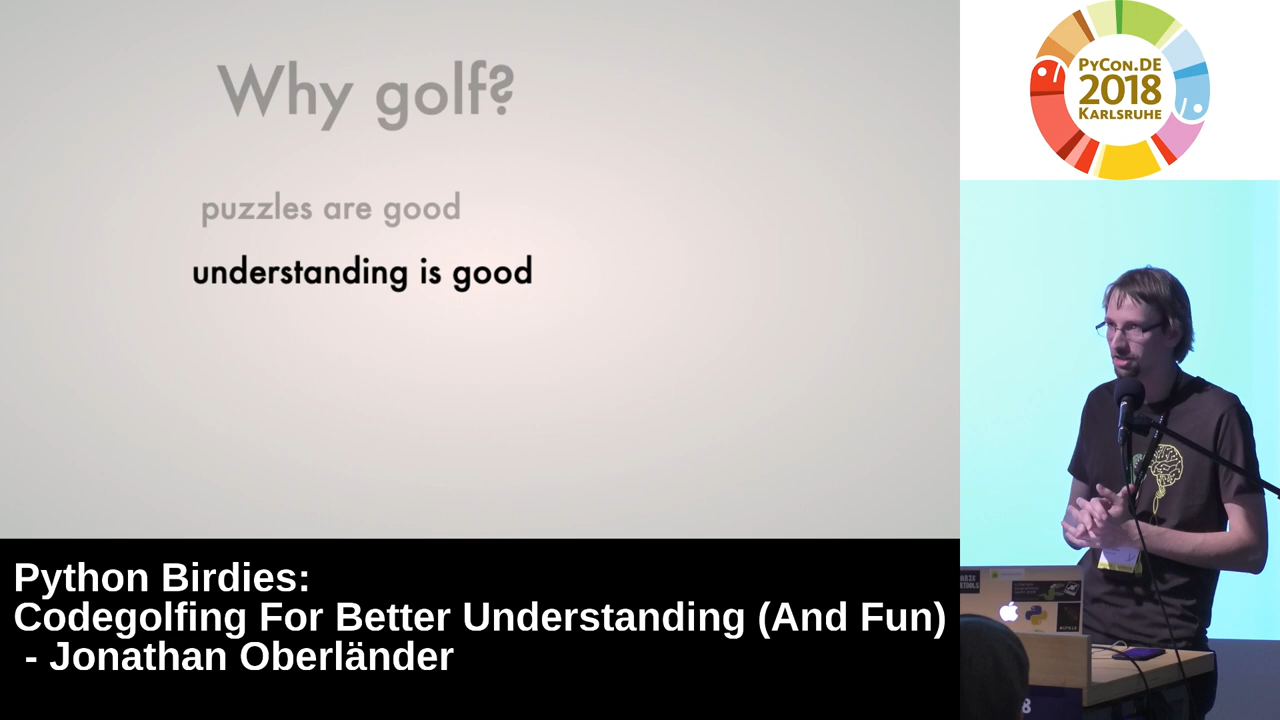 Why golf?
puzzles are good
understanding is good
PYCON.DE
2018
KARLSRUHE
Python Birdies:
Codegolfing For Better Understanding (And Fun)
- Jonathan Oberländer